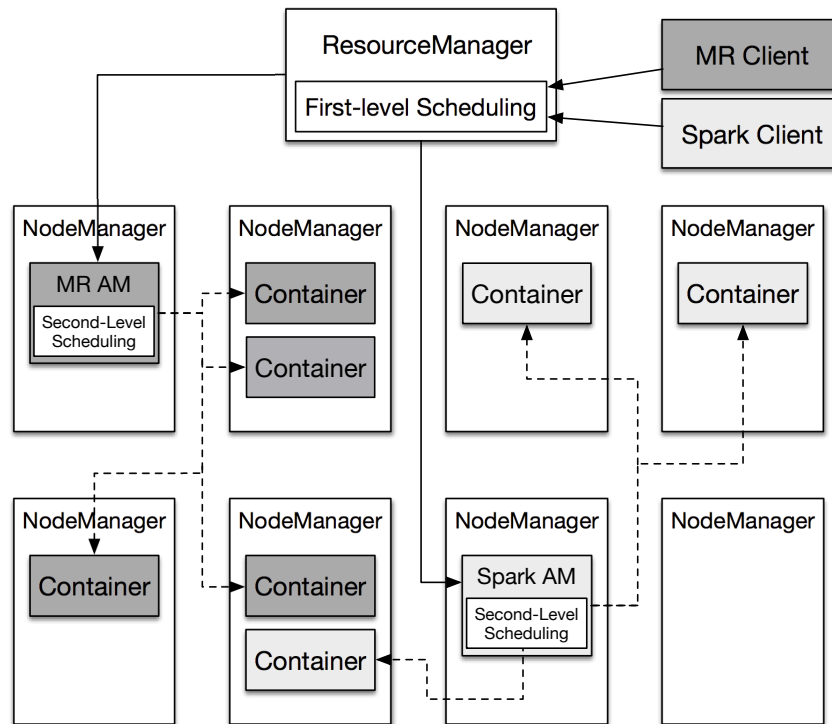 ResourceManager
First-level Scheduling
MR Client
Spark Client
NodeManager
MR AM
Second-Level
Scheduling
NodeManager
Container
Container
NodeManager
Container
NodeManager
Container
NodeManager
Container
NodeManager
Container
Container
NodeManager
Spark AM
Second-Level
Scheduling
NodeManager